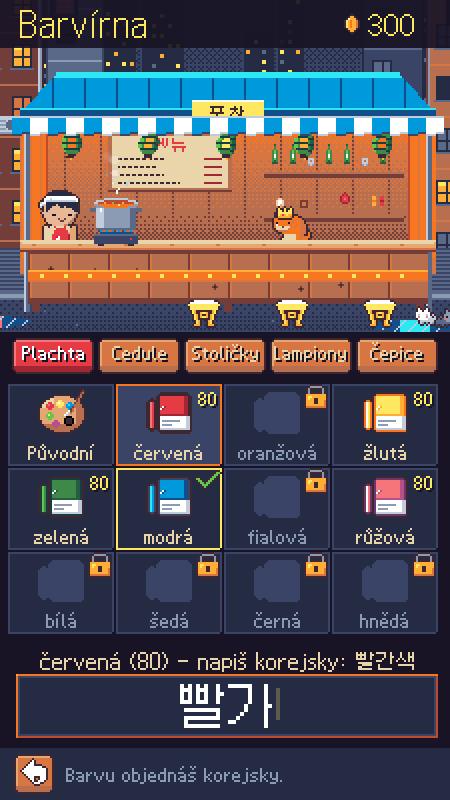 Barvírna
300
포차
메뉴
Plachta Cedule Stoličky Lampiony Čepice
80 80
Původní červená oranžová žlutá
80 80
zelená modrá fialová růžová
bílá šedá černá hnědá
červená (80) – napiš korejsky: 빨간색
빨가
Barvu objednáš korejsky.